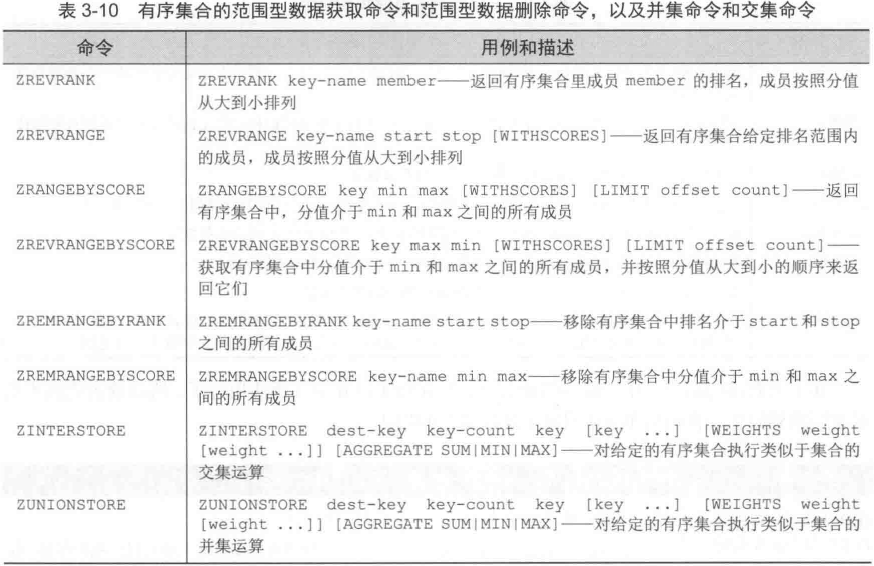 表 3-10 有序集合的范围型数据获取命令和范围型数据删除命令，以及并集命令和交集命令
命令 用例和描述
ZREVRANK ZREVRANK key-name member——返回有序集合里成员 member 的排名，成员按照分值
从大到小排列
ZREVRANGE ZREVRANGE key-name start stop [WITHSCORES]——返回有序集合给定排名范围内
的成员，成员按照分值从大到小排列
ZRANGEBYSCORE ZRANGEBYSCORE key min max [WITHSCORES] [LIMIT offset count]——返回
有序集合中，分值介于 min 和 max 之间的所有成员
ZREVRANGEBYSCORE ZREVRANGEBYSCORE key max min [WITHSCORES] [LIMIT offset count]——
获取有序集合中分值介于 min 和 max 之间的所有成员，并按照分值从大到小的顺序来返
回它们
ZREMRANGEBYRANK ZREMRANGEBYRANK key-name start stop——移除有序集合中排名介于 start 和 stop
之间的所有成员
ZREMRANGEBYSCORE ZREMRANGEBYSCORE key-name min max——移除有序集合中分值介于 min 和 max 之
间的所有成员
ZINTERSTORE ZINTERSTORE dest-key key-count key [key ...] [WEIGHTS weight
[weight ...]] [AGGREGATE SUM|MIN|MAX]——对给定的有序集合执行类似于集合的
交集运算
ZUNIONSTORE ZUNIONSTORE dest-key key-count key [key ...] [WEIGHTS weight
[weight ...]] [AGGREGATE SUM|MIN|MAX]——对给定的有序集合执行类似于集合的
并集运算